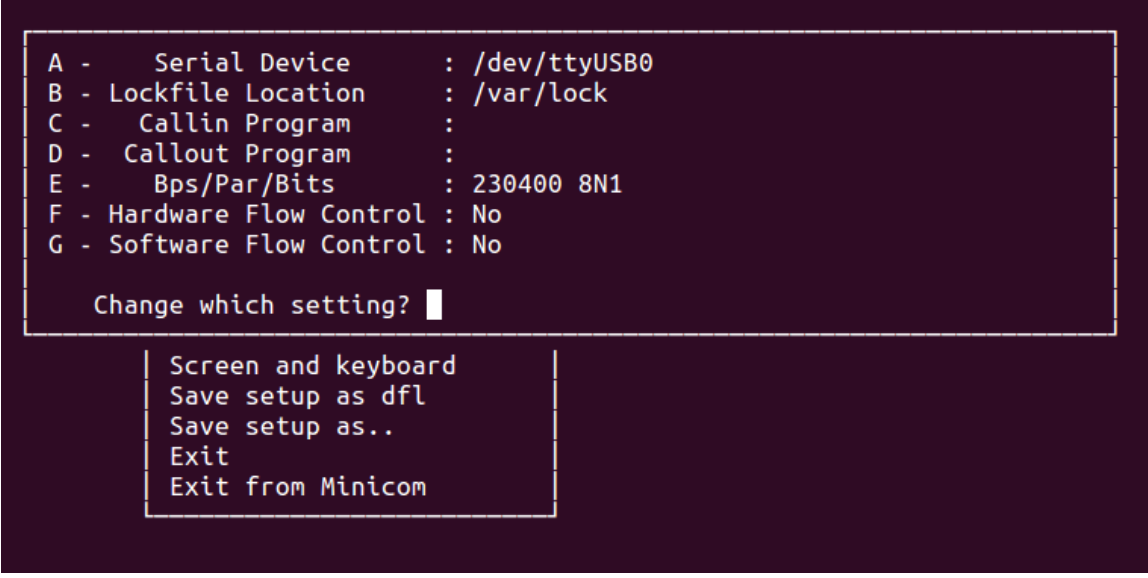 A -    Serial Device      : /dev/ttyUSB0
B - Lockfile Location     : /var/lock
C -   Callin Program      :
D -  Callout Program      :
E -    Bps/Par/Bits       : 230400 8N1
F - Hardware Flow Control : No
G - Software Flow Control : No
Change which setting?
Screen and keyboard
Save setup as dfl
Save setup as..
Exit
Exit from Minicom